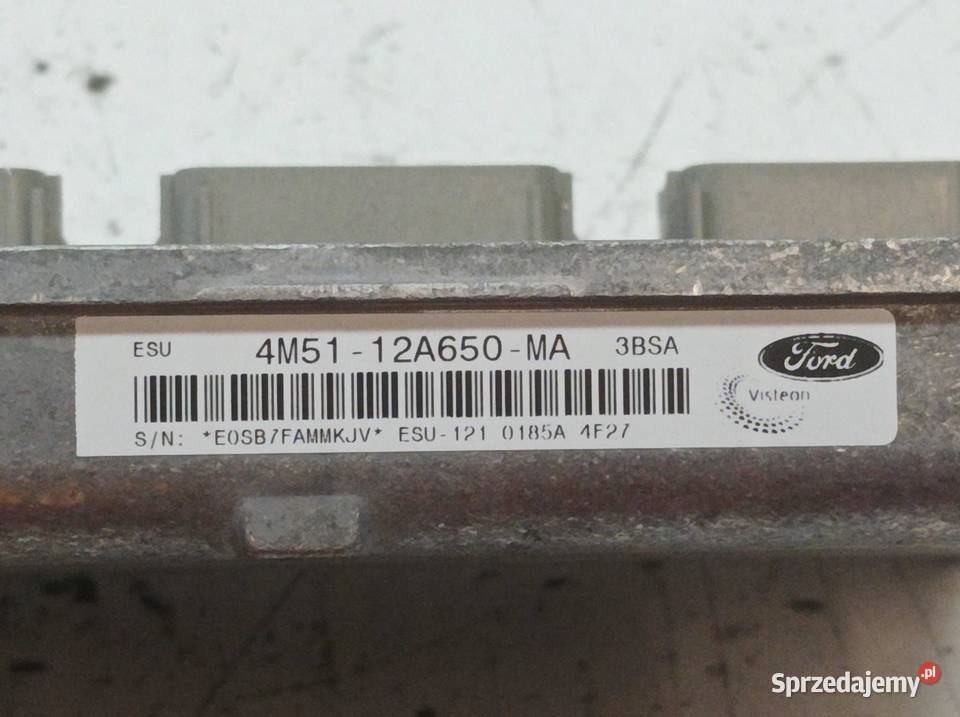 ESU 4M51-12A650-MA 3BSA
Ford
Visteon
S/N: *E0SB7FAMMKJV* ESU-121 0185A 4F27
Sprzedajemy.pl